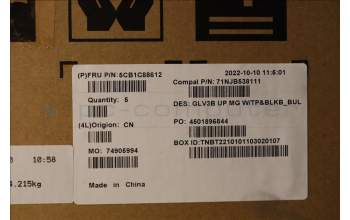 (P)FRU P/N: 5CB1C88612
2022-10-10 11:5:01
Compal P/N: 71NJB538111
Quantity: 5
DES: GLV3B UP MG W/TP&BLKB_BUL
(4L)Origion: CN
PO: 4501896844
BOX ID:TNBT2210101103020107
MO: 74905994
Made in China
10:58
.215kg